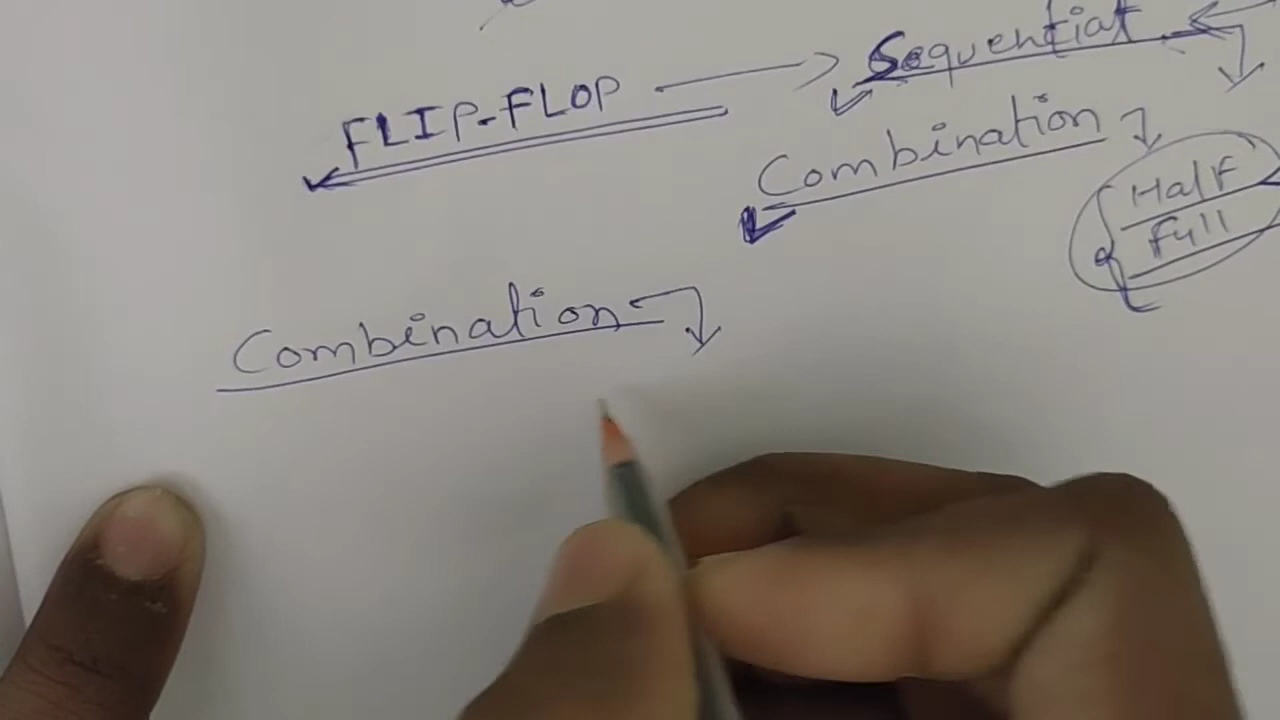 FLIP-FLOP → Sequential
Combination
Half
Full
Combination